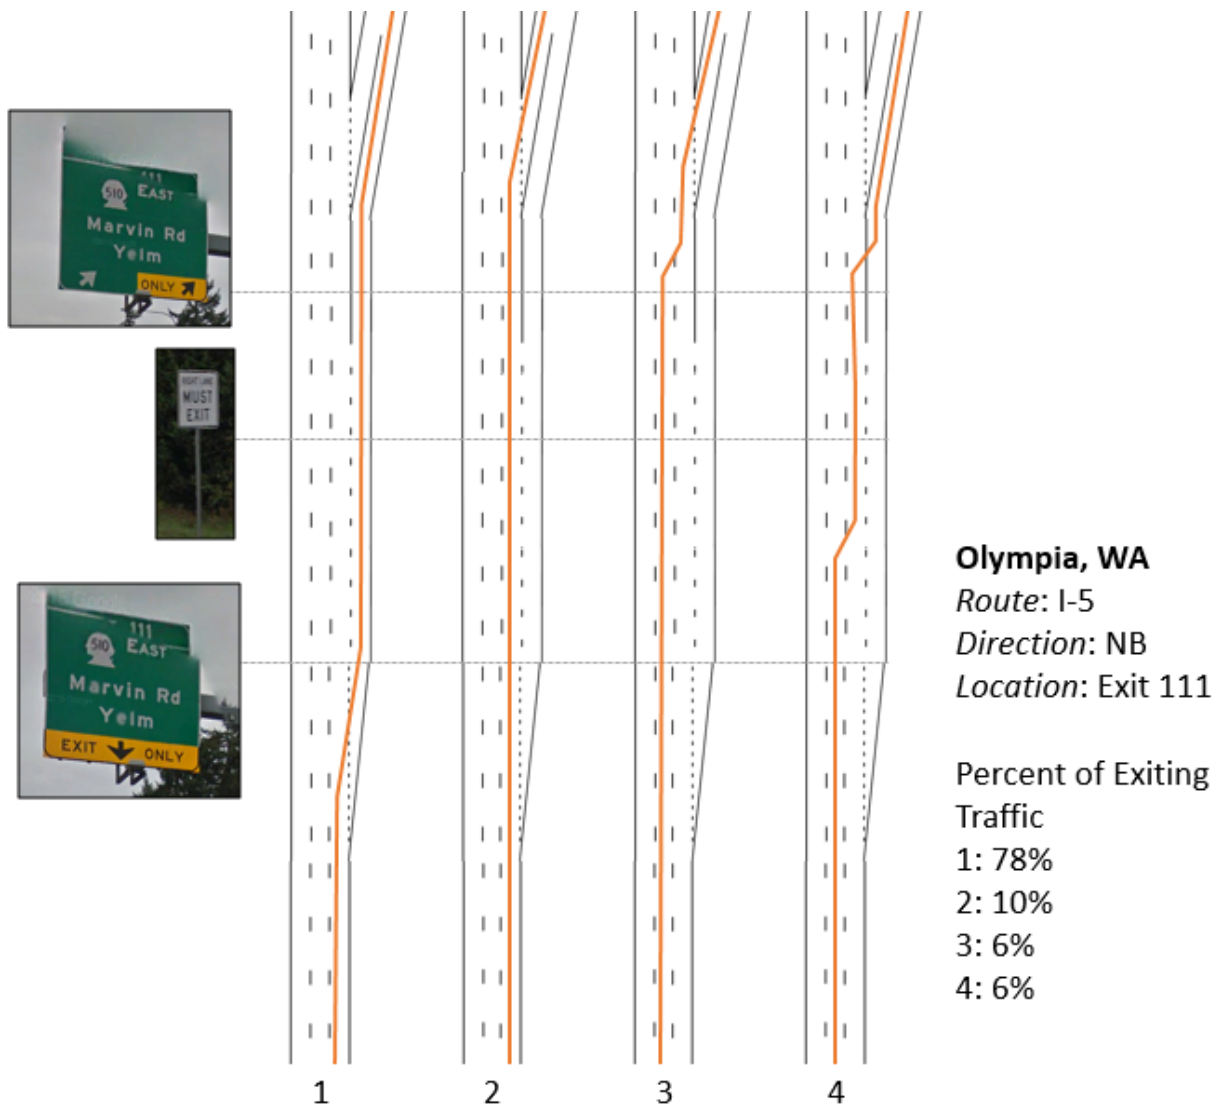 111
510 EAST
Marvin Rd
Yelm
ONLY
RIGHT LANE
MUST
EXIT
111
510 EAST
Marvin Rd
Yelm
EXIT ONLY
Olympia, WA
Route: I-5
Direction: NB
Location: Exit 111
Percent of Exiting
Traffic
1: 78%
2: 10%
3: 6%
4: 6%
1 2 3 4